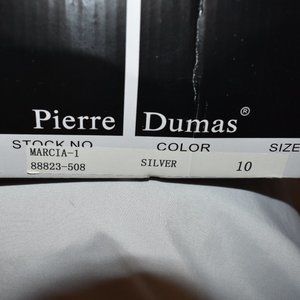 Pierre Dumas®
STOCK NO. COLOR SIZE
MARCIA-1
88823-508 SILVER 10